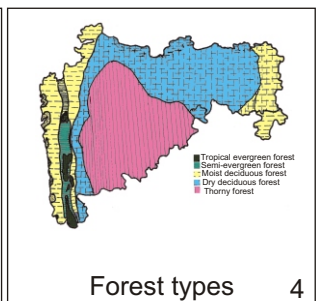 Tropical evergreen forest
Semi-evergreen forest
Moist deciduous forest
Dry deciduous forest
Thorny forest
Forest types 4